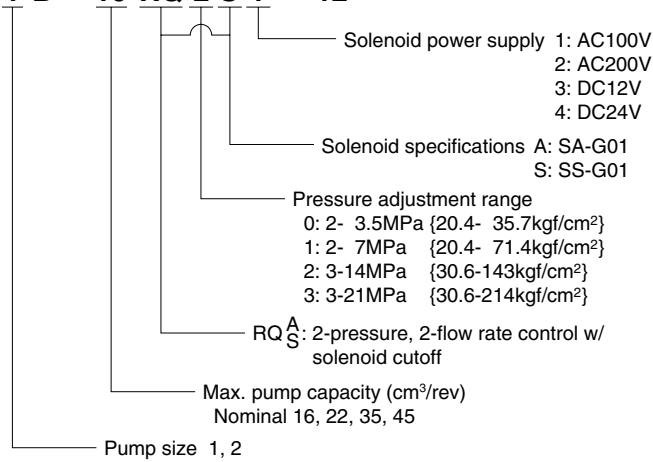 Solenoid power supply 1: AC100V
2: AC200V
3: DC12V
4: DC24V
Solenoid specifications A: SA-G01
S: SS-G01
Pressure adjustment range
0: 2- 3.5MPa {20.4- 35.7kgf/cm²}
1: 2- 7MPa {20.4- 71.4kgf/cm²}
2: 3-14MPa {30.6-143kgf/cm²}
3: 3-21MPa {30.6-214kgf/cm²}
RQ A/S: 2-pressure, 2-flow rate control w/
solenoid cutoff
Max. pump capacity (cm³/rev)
Nominal 16, 22, 35, 45
Pump size 1, 2